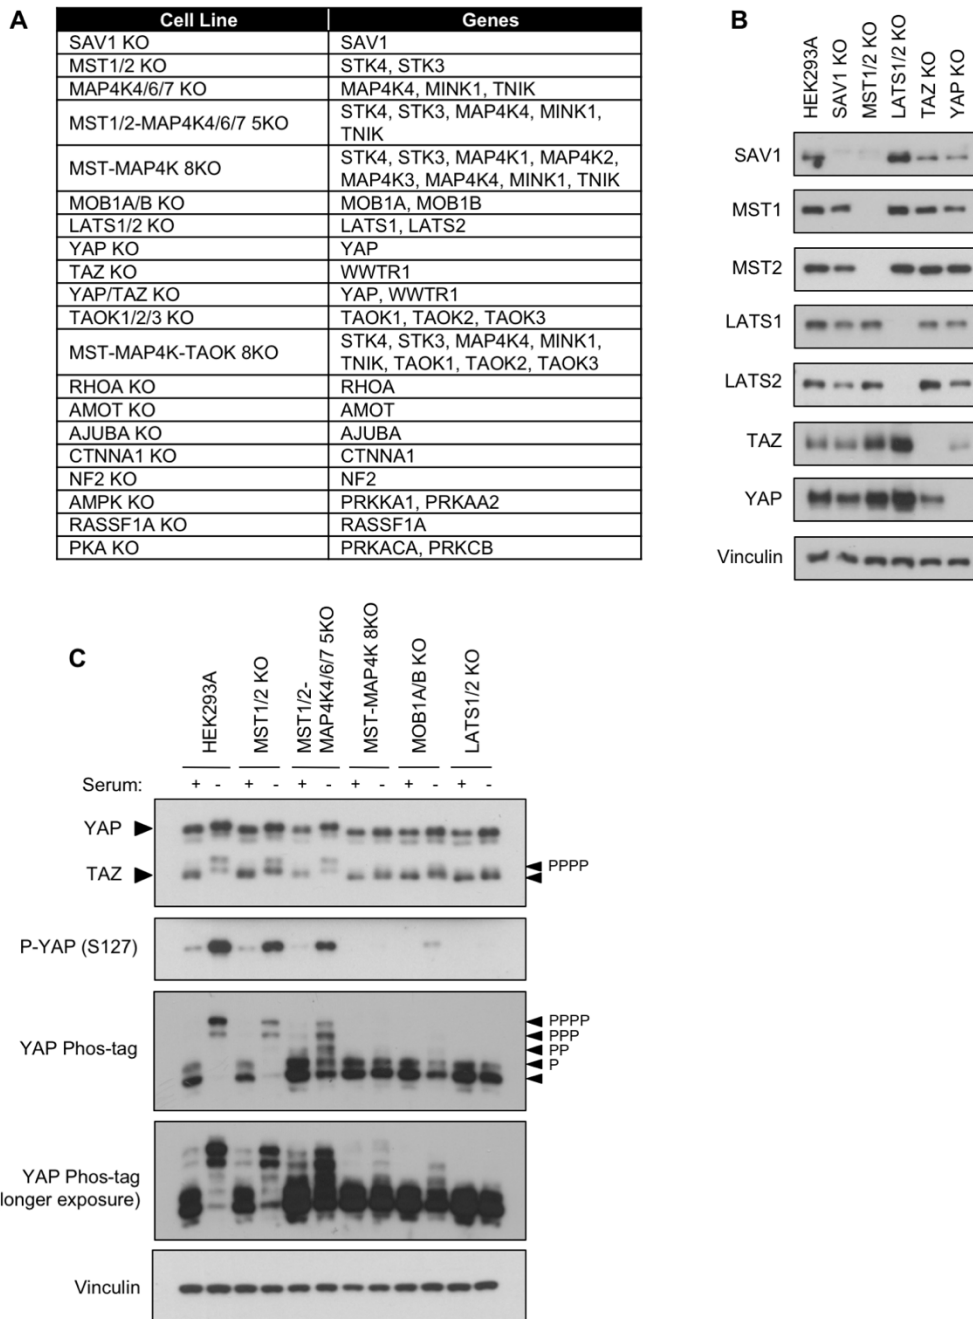 A
Cell Line Genes
SAV1 KO SAV1
MST1/2 KO STK4, STK3
MAP4K4/6/7 KO MAP4K4, MINK1, TNIK
MST1/2-MAP4K4/6/7 5KO STK4, STK3, MAP4K4, MINK1,
TNIK
MST-MAP4K 8KO STK4, STK3, MAP4K1, MAP4K2,
MAP4K3, MAP4K4, MINK1, TNIK
MOB1A/B KO MOB1A, MOB1B
LATS1/2 KO LATS1, LATS2
YAP KO YAP
TAZ KO WWTR1
YAP/TAZ KO YAP, WWTR1
TAOK1/2/3 KO TAOK1, TAOK2, TAOK3
MST-MAP4K-TAOK 8KO STK4, STK3, MAP4K4, MINK1,
TNIK, TAOK1, TAOK2, TAOK3
RHOA KO RHOA
AMOT KO AMOT
AJUBA KO AJUBA
CTNNA1 KO CTNNA1
NF2 KO NF2
AMPK KO PRKKA1, PRKAA2
RASSF1A KO RASSF1A
PKA KO PRKACA, PRKCB
B
HEK293A
SAV1 KO
MST1/2 KO
LATS1/2 KO
TAZ KO
YAP KO
SAV1
MST1
MST2
LATS1
LATS2
TAZ
YAP
Vinculin
C
HEK293A
MST1/2 KO
MST1/2-
MAP4K4/6/7 5KO
MST-MAP4K 8KO
MOB1A/B KO
LATS1/2 KO
Serum: + - + - + - + - + - + -
YAP
TAZ
PPPP
P-YAP (S127)
YAP Phos-tag
PPPP
PPP
PP
P
YAP Phos-tag
longer exposure)
Vinculin